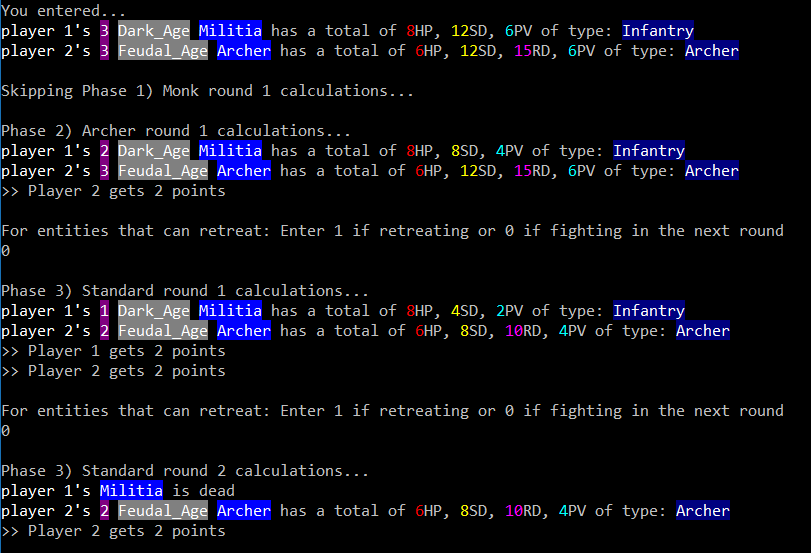 You entered...
player 1's 3 Dark_Age Militia has a total of 8HP, 12SD, 6PV of type: Infantry
player 2's 3 Feudal_Age Archer has a total of 6HP, 12SD, 15RD, 6PV of type: Archer
Skipping Phase 1) Monk round 1 calculations...
Phase 2) Archer round 1 calculations...
player 1's 2 Dark_Age Militia has a total of 8HP, 8SD, 4PV of type: Infantry
player 2's 3 Feudal_Age Archer has a total of 6HP, 12SD, 15RD, 6PV of type: Archer
>> Player 2 gets 2 points
For entities that can retreat: Enter 1 if retreating or 0 if fighting in the next round
0
Phase 3) Standard round 1 calculations...
player 1's 1 Dark_Age Militia has a total of 8HP, 4SD, 2PV of type: Infantry
player 2's 2 Feudal_Age Archer has a total of 6HP, 8SD, 10RD, 4PV of type: Archer
>> Player 1 gets 2 points
>> Player 2 gets 2 points
For entities that can retreat: Enter 1 if retreating or 0 if fighting in the next round
0
Phase 3) Standard round 2 calculations...
player 1's Militia is dead
player 2's 2 Feudal_Age Archer has a total of 6HP, 8SD, 10RD, 4PV of type: Archer
>> Player 2 gets 2 points